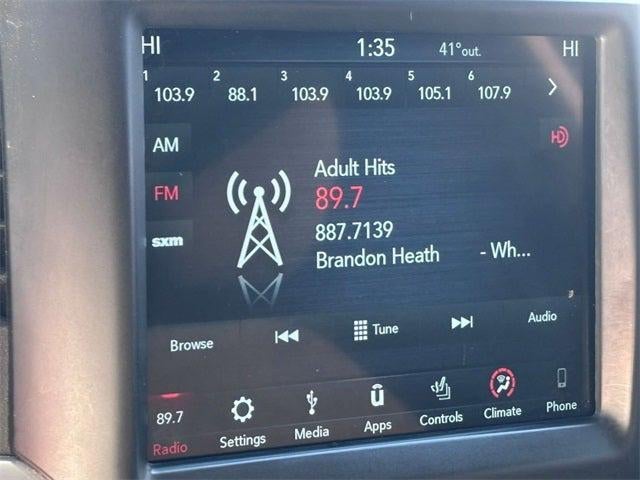 HI 1:35 41°out. HI
1 103.9 2 88.1 3 103.9 4 103.9 5 105.1 6 107.9
AM
HD
Adult Hits
FM
89.7
887.7139
sxm
Brandon Heath - Wh...
Browse Tune Audio
89.7 Radio Settings Media Apps Controls Climate Phone